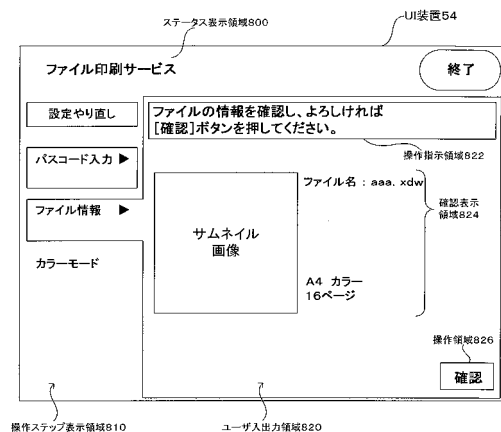 ステータス表示領域800
UI装置54
ファイル印刷サービス
終了
設定やり直し
ファイルの情報を確認し、よろしければ
[確認]ボタンを押してください。
操作指示領域822
パスコード入力 ▶
ファイル情報 ▶
カラーモード
サムネイル
画像
ファイル名 : aaa. xdw
A4 カラー
16ページ
確認表示
領域824
操作領域826
確認
操作ステップ表示領域810
ユーザ入出力領域820